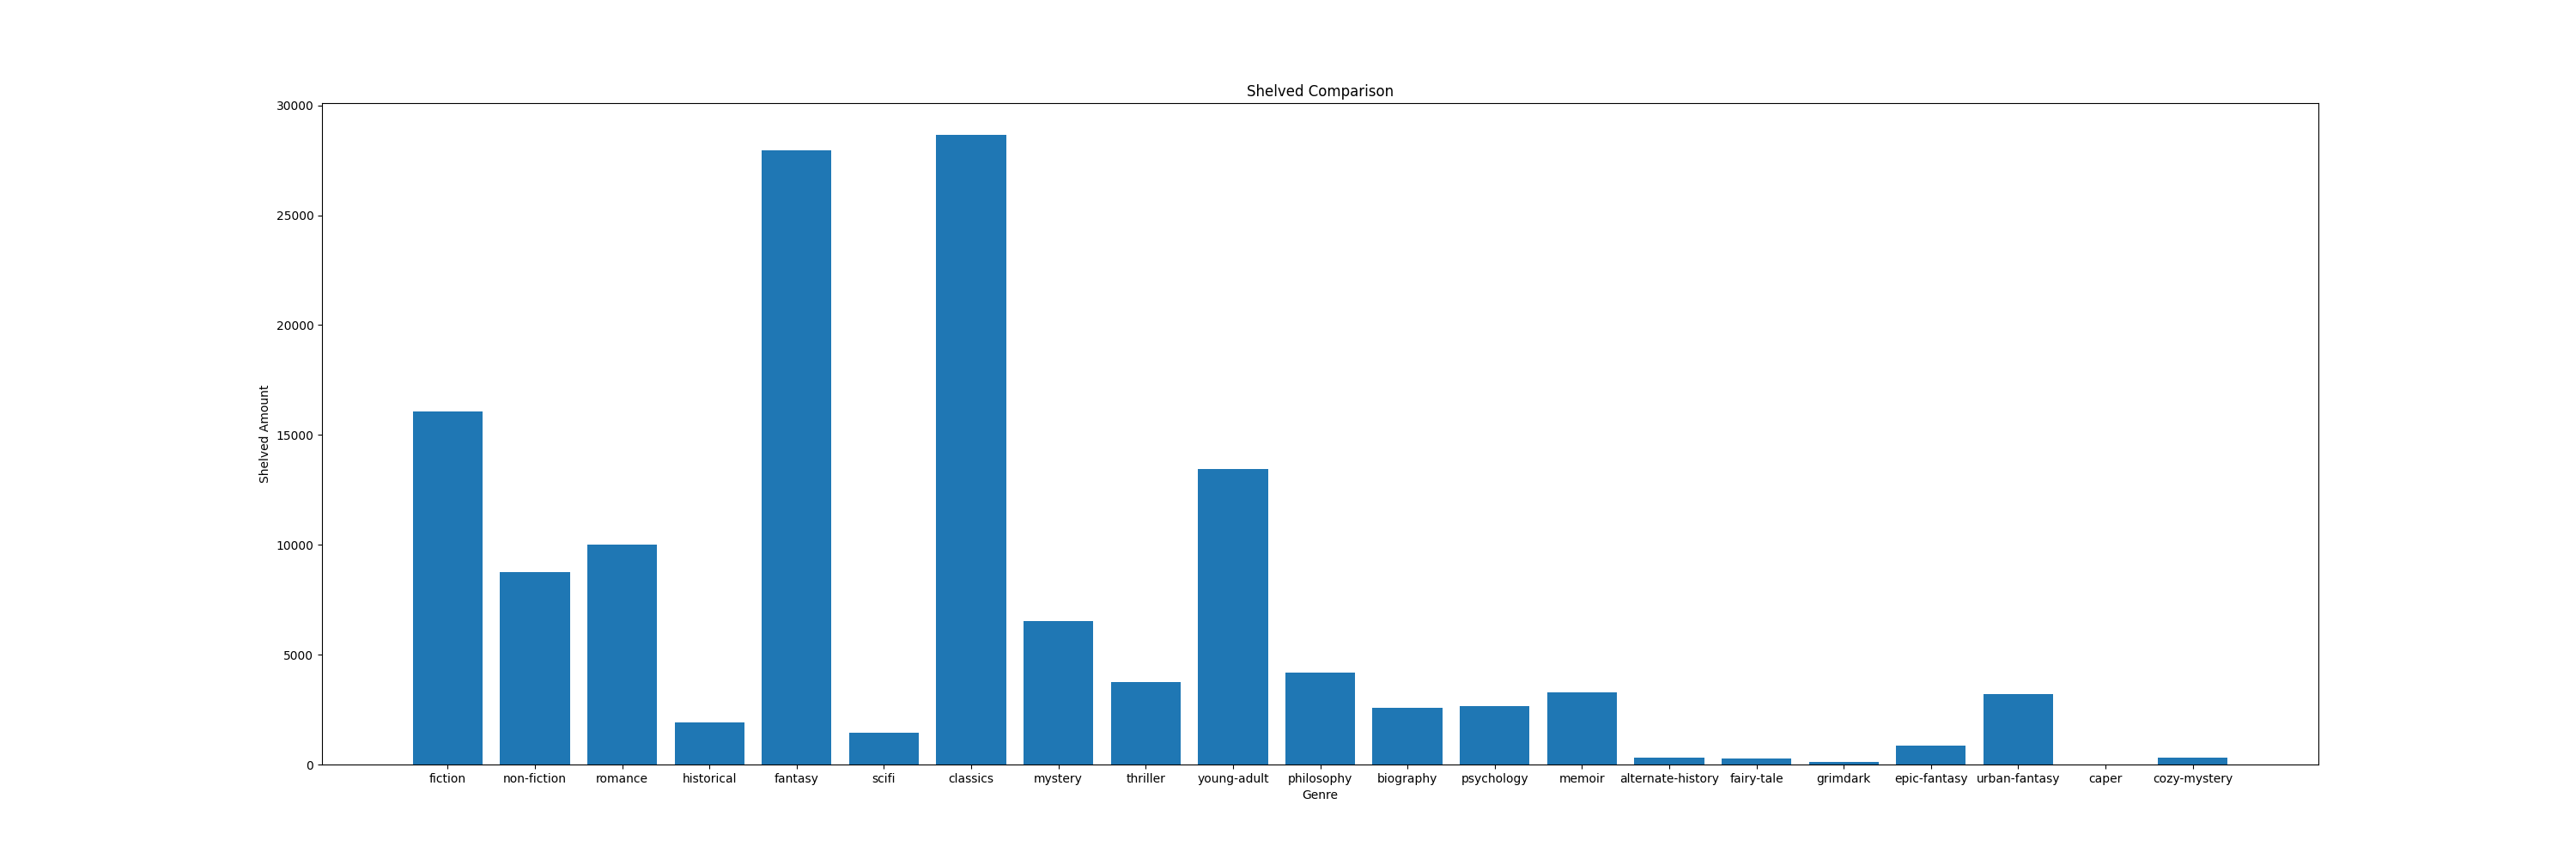 Shelved Comparison
30000
25000
20000
15000
10000
5000
0
Shelved Amount
fiction non-fiction romance historical fantasy scifi classics mystery thriller young-adult philosophy biography psychology memoir alternate-history fairy-tale grimdark epic-fantasy urban-fantasy caper cozy-mystery
Genre